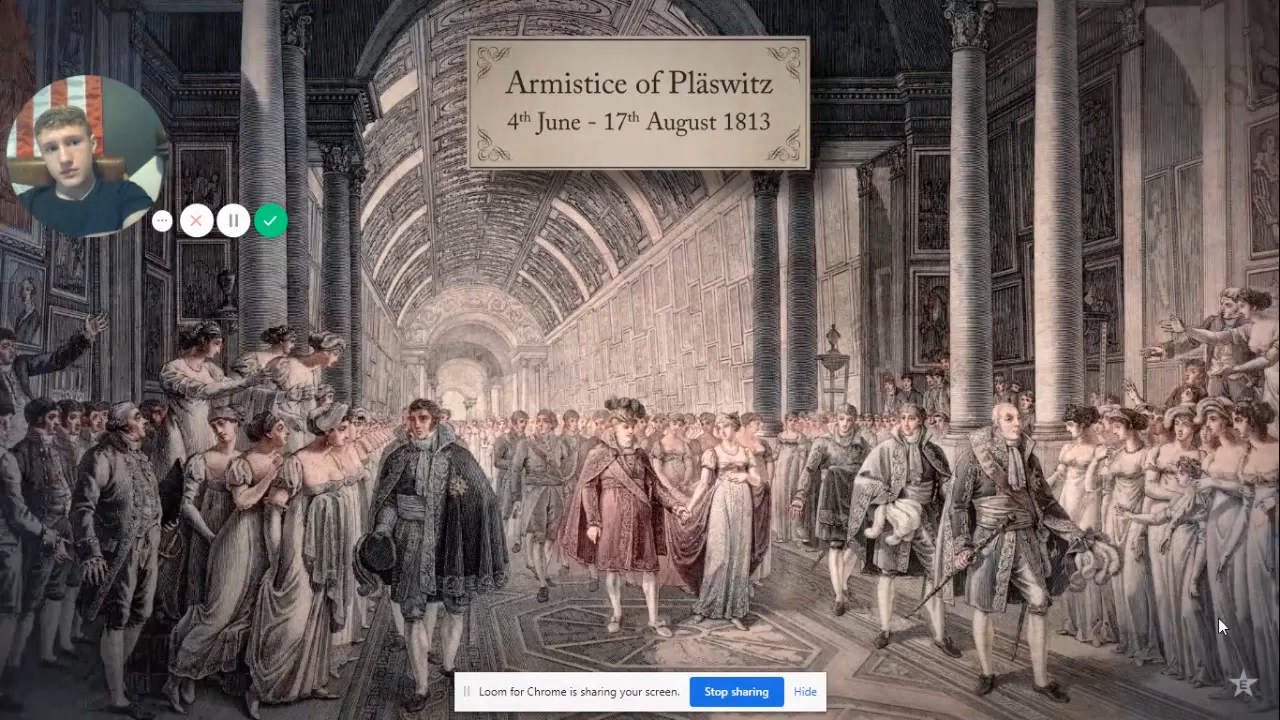 Armistice of Pläswitz
4th June - 17th August 1813
Loom for Chrome is sharing your screen. Stop sharing Hide
E